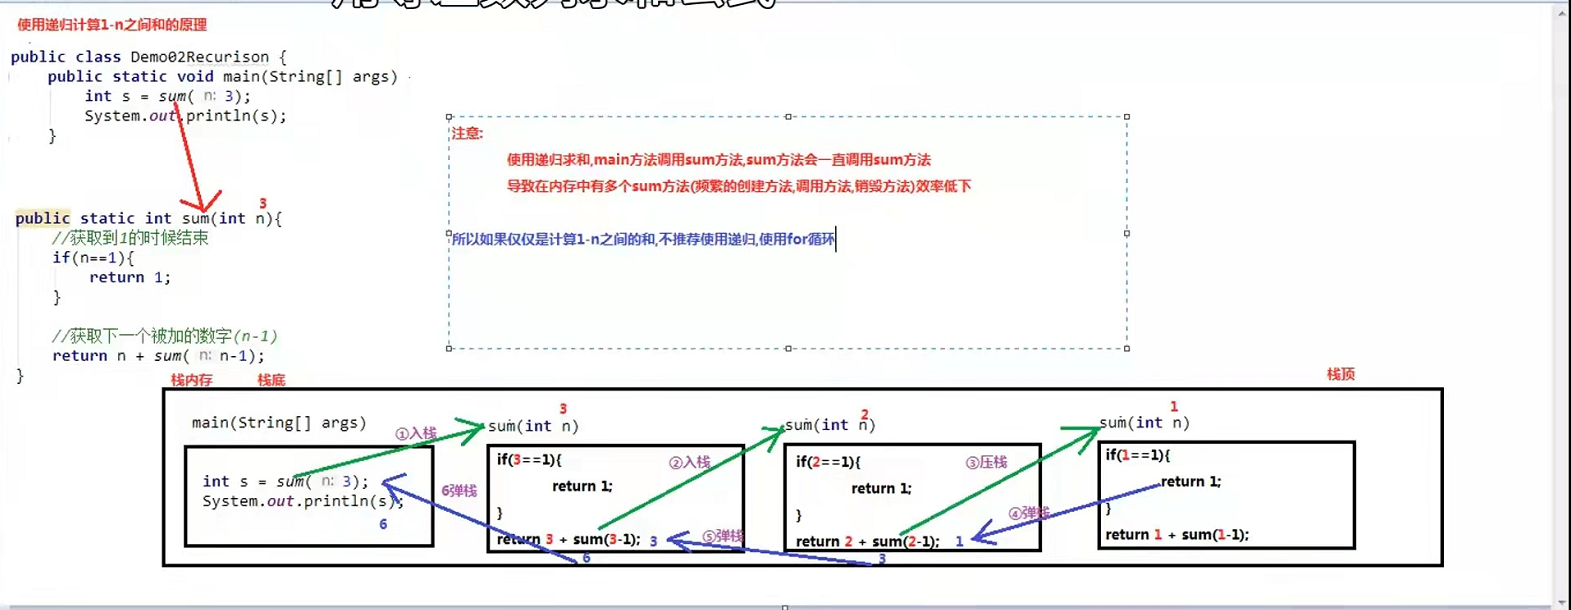 使用递归计算1-n之间和的原理
public class Demo02Recurison {
public static void main(String[] args)
int s = sum( n: 3);
System.out.println(s);
}
3
public static int sum(int n){
//获取到1的时候结束
if(n==1){
return 1;
}
//获取下一个被加的数字(n-1)
return n + sum( n: n-1);
}
注意:
使用递归求和,main方法调用sum方法,sum方法会一直调用sum方法
导致在内存中有多个sum方法(频繁的创建方法,调用方法,销毁方法)效率低下
所以如果仅仅是计算1-n之间的和,不推荐使用递归,使用for循环
栈内存 栈底 栈顶
main(String[] args)
int s = sum( n: 3);
System.out.println(s);
6
①入栈
6弹栈
3
sum(int n)
if(3==1){
return 1;
}
return 3 + sum(3-1); 3
6
②入栈
⑤弹栈
2
sum(int n)
if(2==1){
return 1;
}
return 2 + sum(2-1); 1
3
③压栈
④弹栈
1
sum(int n)
if(1==1){
return 1;
}
return 1 + sum(1-1);